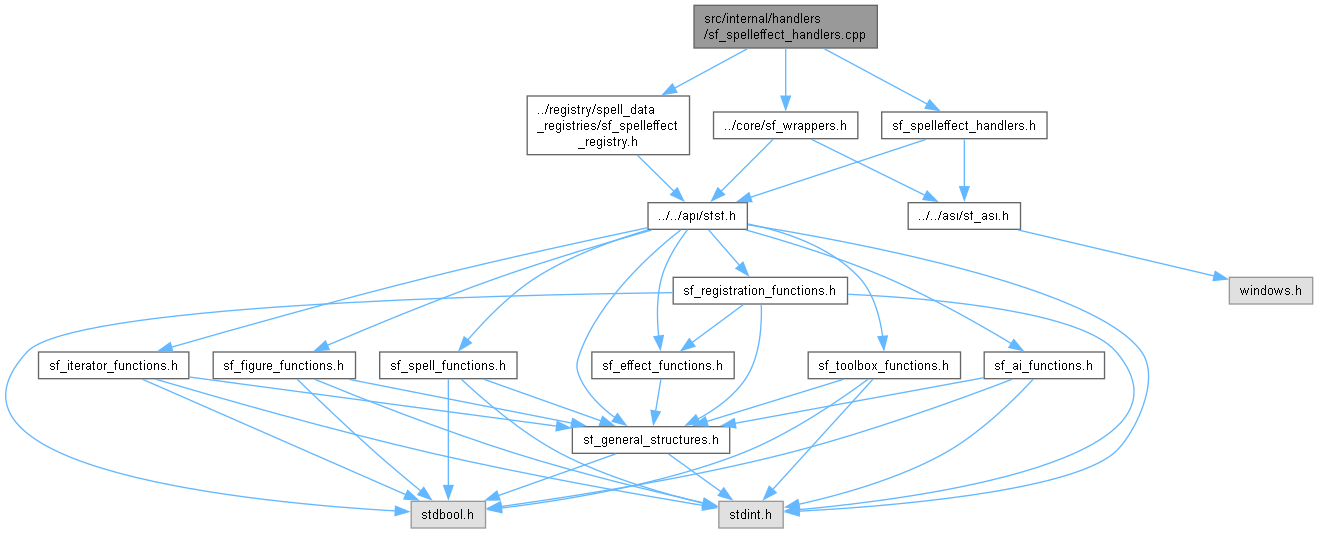 src/internal/handlers
/sf_spelleffect_handlers.cpp
../registry/spell_data
_registries/sf_spelleffect
_registry.h
../core/sf_wrappers.h
sf_spelleffect_handlers.h
../../api/sfsf.h
../../asi/sf_asi.h
sf_registration_functions.h
windows.h
sf_iterator_functions.h
sf_figure_functions.h
sf_spell_functions.h
sf_effect_functions.h
sf_toolbox_functions.h
sf_ai_functions.h
sf_general_structures.h
stdbool.h
stdint.h